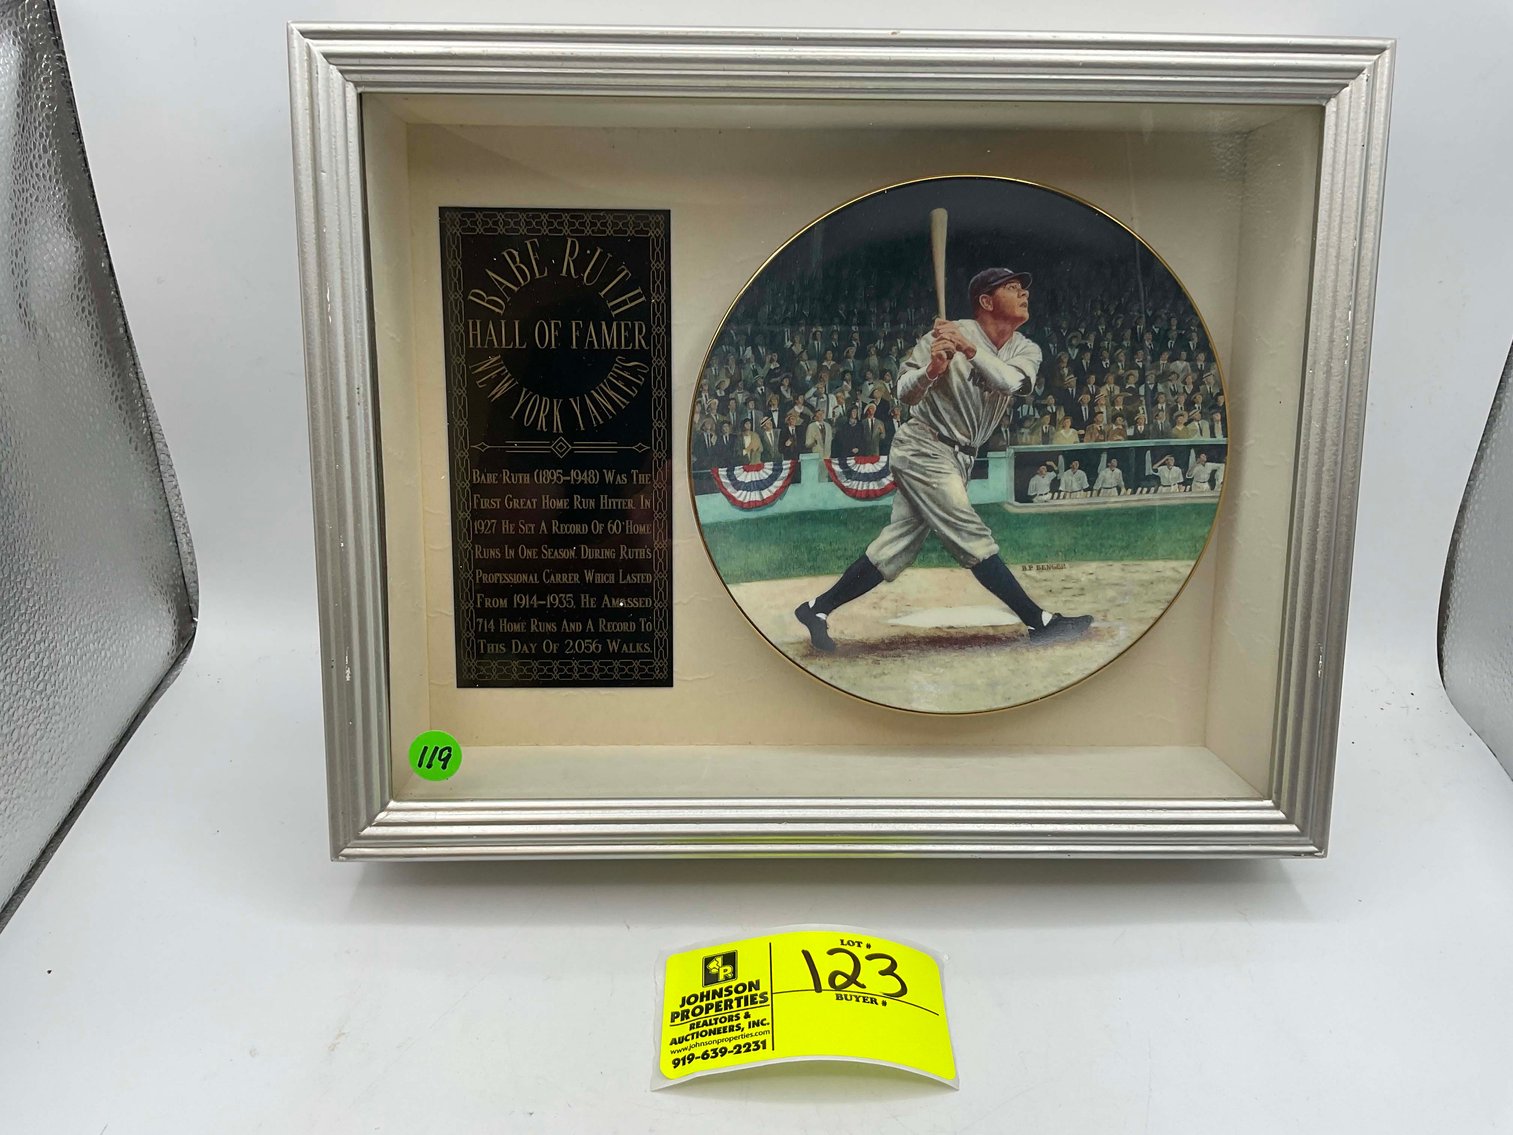 BABE RUTH
HALL OF FAMER
NEW YORK YANKEES
BABE RUTH (1895–1948) WAS THE
FIRST GREAT HOME RUN HITTER. IN
1927 HE SET A RECORD OF 60 HOME
RUNS IN ONE SEASON. DURING RUTH'S
PROFESSIONAL CARRER, WHICH LASTED
FROM 1914–1935, HE AMASSED
714 HOME RUNS AND A RECORD TO
THIS DAY OF 2,056 WALKS.
B.P. BENGER
119
JP
JOHNSON
PROPERTIES
REALTORS &
AUCTIONEERS, INC.
www.johnsonproperties.com
919-639-2231
LOT #
123
BUYER #